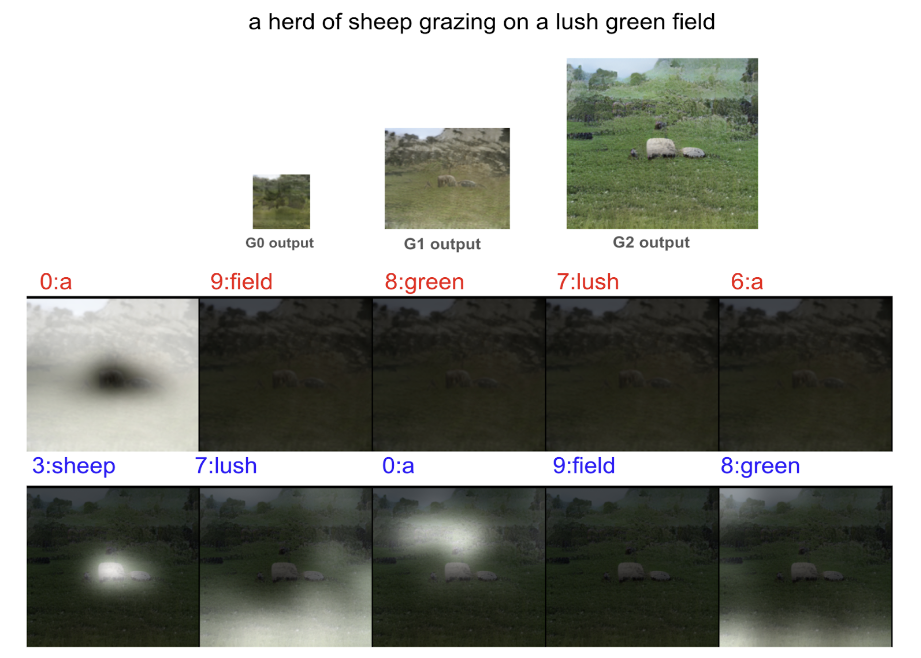 a herd of sheep grazing on a lush green field
G0 output G1 output G2 output
0:a 9:field 8:green 7:lush 6:a
3:sheep 7:lush 0:a 9:field 8:green